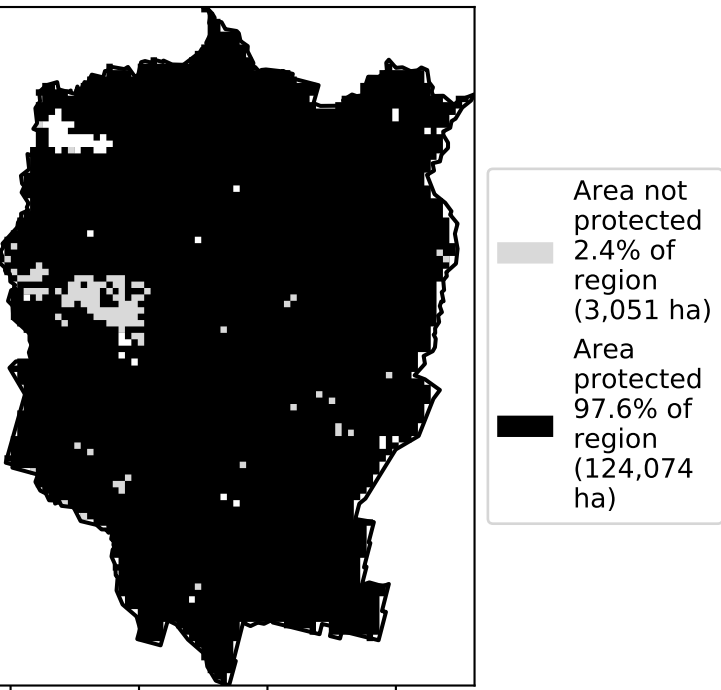 Area not
protected
2.4% of
region
(3,051 ha)
Area
protected
97.6% of
region
(124,074
ha)